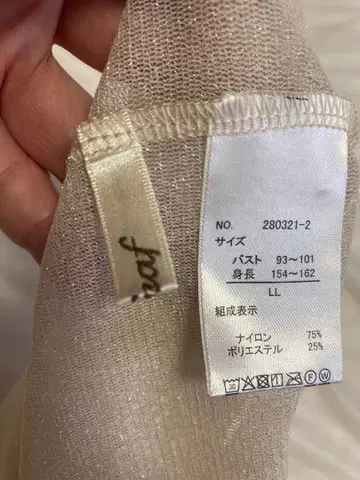 NO. 280321-2
サイズ
バスト 93～101
身長 154～162
LL
組成表示
ナイロン 75%
ポリエステル 25%